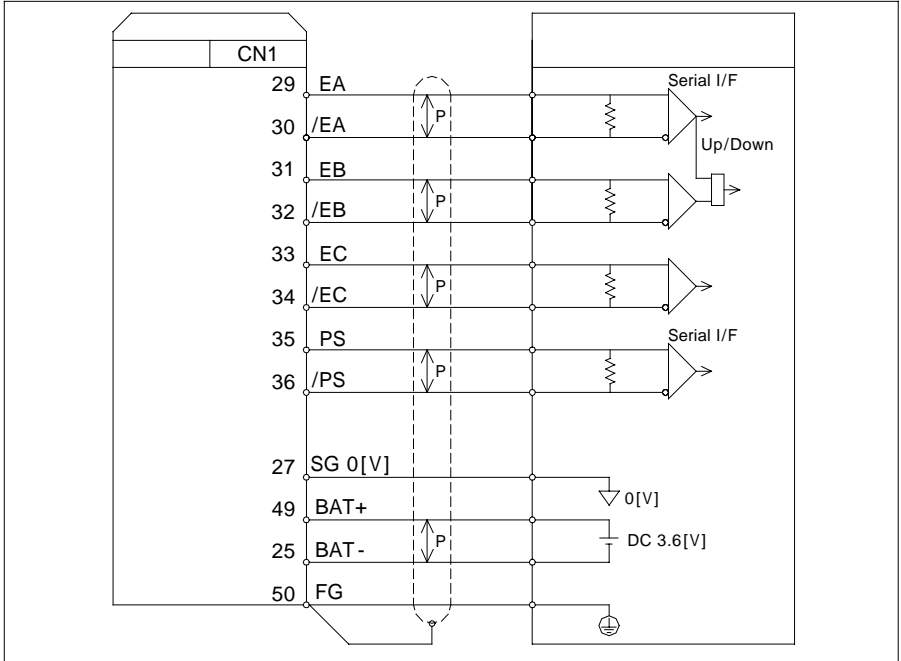 CN1
29 EA
Serial I/F
P
30 /EA
Up/Down
31 EB
P
32 /EB
33 EC
P
34 /EC
35 PS
Serial I/F
P
36 /PS
27 SG 0[V]
0[V]
49 BAT+
P
DC 3.6[V]
25 BAT-
50 FG